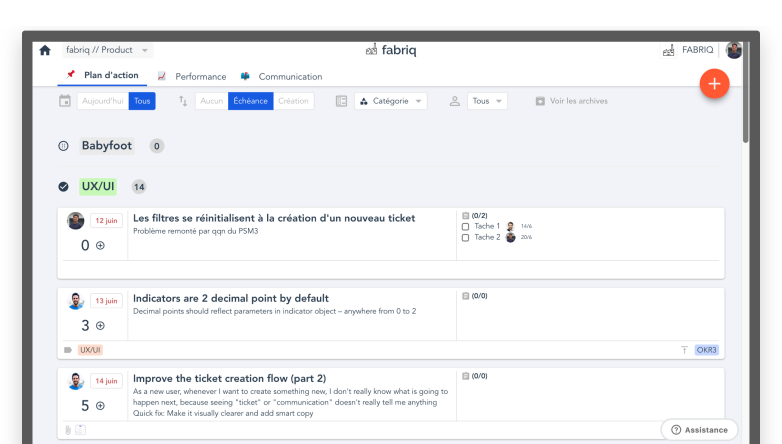 fabriq // Product
fabriq
FABRIQ
Plan d'action
Performance
Communication
Aujourd'hui
Tous
Aucun
Échéance
Création
Catégorie
Tous
Voir les archives
Babyfoot
0
UX/UI
14
12 juin
0
Les filtres se réinitialisent à la création d'un nouveau ticket
Problème remonté par qqn du PSM3
(0/2)
Tache 1 14/6
Tache 2 20/6
13 juin
3
Indicators are 2 decimal point by default
Decimal points should reflect parameters in indicator object – anywhere from 0 to 2
(0/0)
UX/UI
OKR3
14 juin
5
Improve the ticket creation flow (part 2)
As a new user, whenever I want to create something new, I don't really know what is going to
happen next, because seeing "ticket" or "communication" doesn't really tell me anything
Quick fix: Make it visually clearer and add smart copy
(0/0)
Assistance